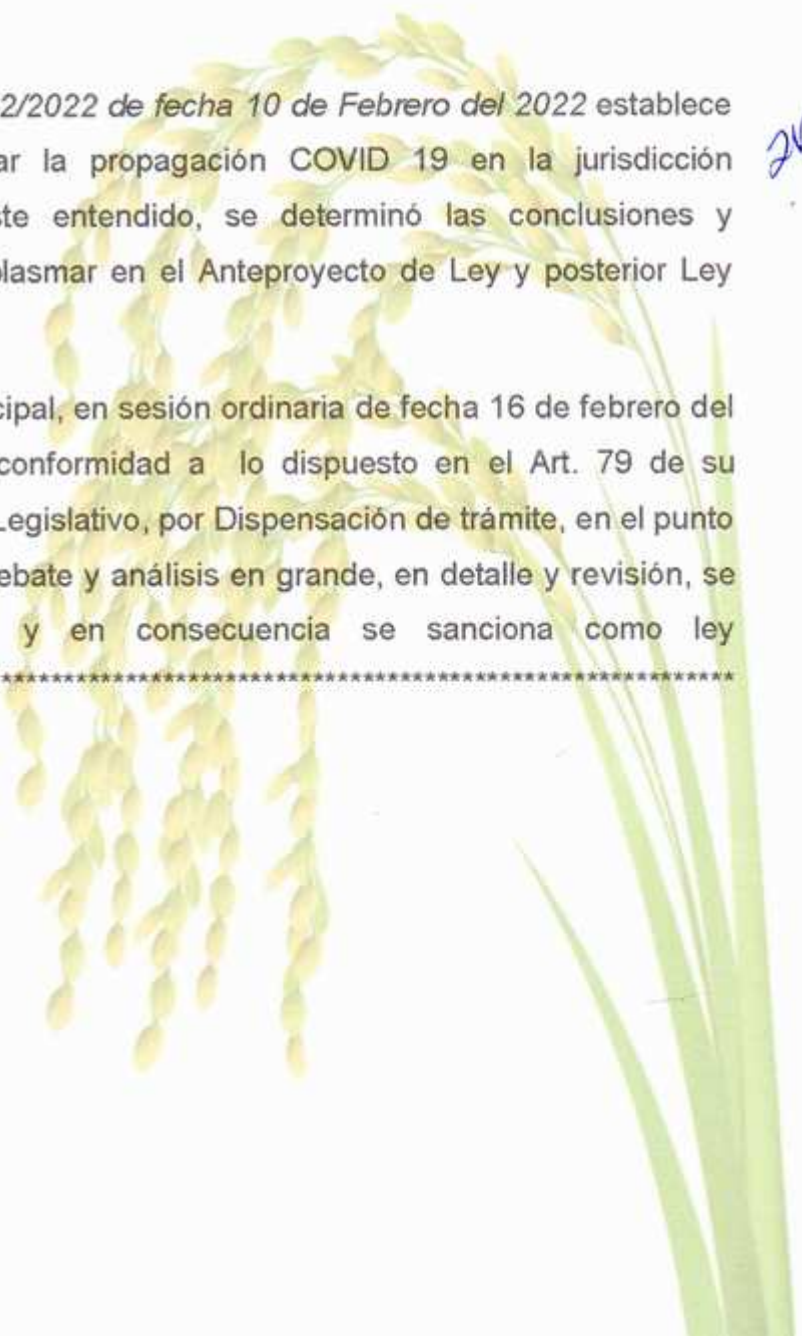 2/2022 de fecha 10 de Febrero del 2022 establece
ar la propagación COVID 19 en la jurisdicción
ste entendido, se determinó las conclusiones y
plasmar en el Anteproyecto de Ley y posterior Ley
cipal, en sesión ordinaria de fecha 16 de febrero del
conformidad a lo dispuesto en el Art. 79 de su
Legislativo, por Dispensación de trámite, en el punto
ebate y análisis en grande, en detalle y revisión, se
y en consecuencia se sanciona como ley
***********************************************************